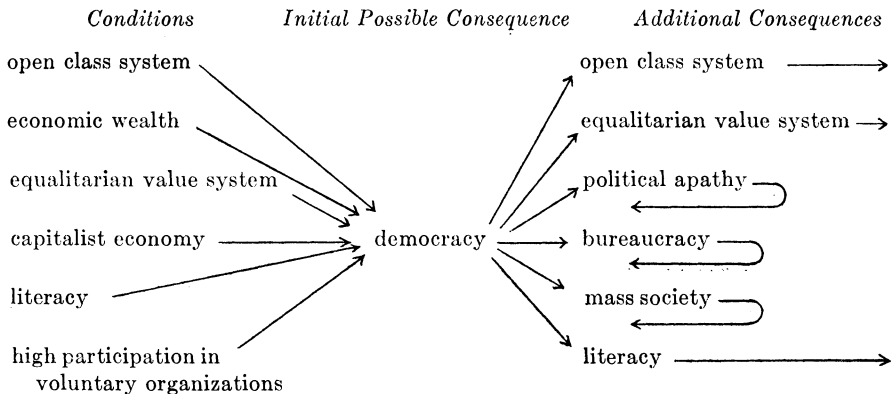 Conditions
Initial Possible Consequence
Additional Consequences
open class system
economic wealth
equalitarian value system
capitalist economy
literacy
high participation in
voluntary organizations
democracy
open class system
equalitarian value system
political apathy
bureaucracy
mass society
literacy